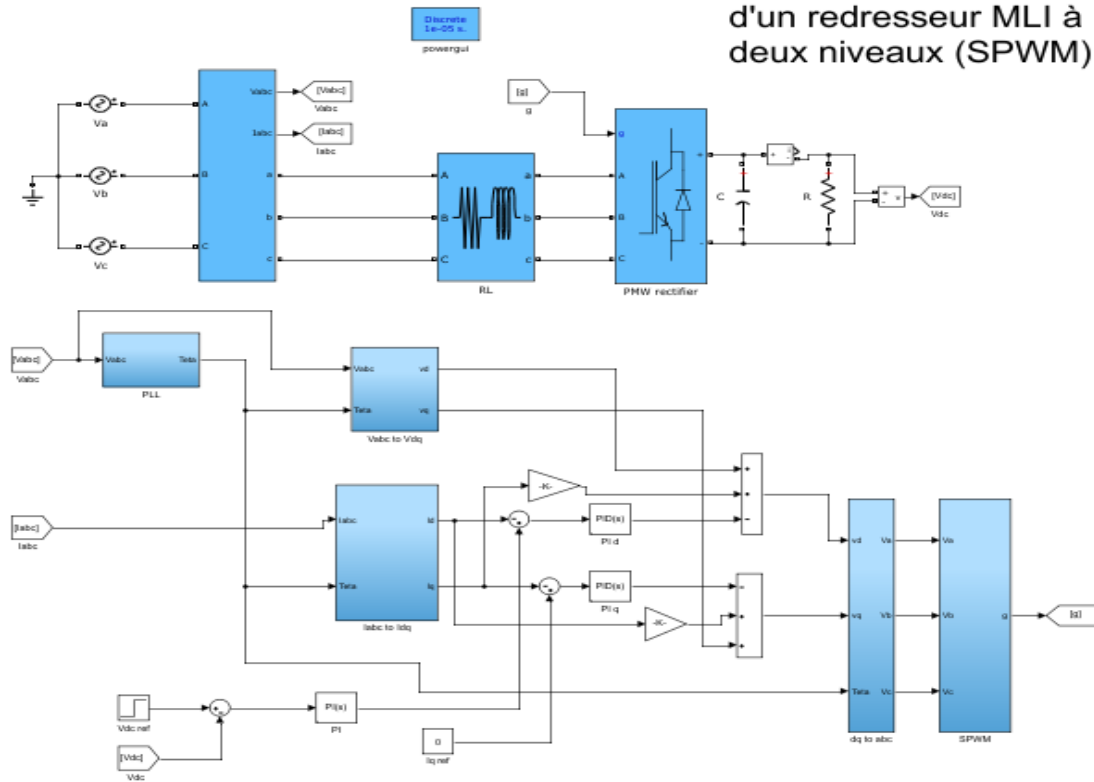 d'un redresseur MLI à
deux niveaux (SPWM)
Discrete
1e-05 s.
powergui
Va
Vb
Vc
A
B
C
Vabc
Iabc
a
b
c
[Vabc]
Vabc
[Iabc]
Iabc
A
B
C
a
b
c
RL
[g]
g
g
A
B
C
+
-
PMW rectifier
C
+
-
i
R
+
-
v
[Vdc]
Vdc
[Vabc]
Vabc
Vabc
Teta
PLL
Vabc
Teta
vd
vq
Vabc to Vdq
[Iabc]
Iabc
Iabc
Teta
Id
Iq
Iabc to Idq
-K-
PID(s)
PI d
PID(s)
PI q
-K-
+
+
-
-
+
+
vd
vq
Teta
Va
Vb
Vc
dq to abc
Va
Vb
Vc
g
SPWM
[g]
Vdc ref
[Vdc]
Vdc
PI(s)
PI
0
Iq ref